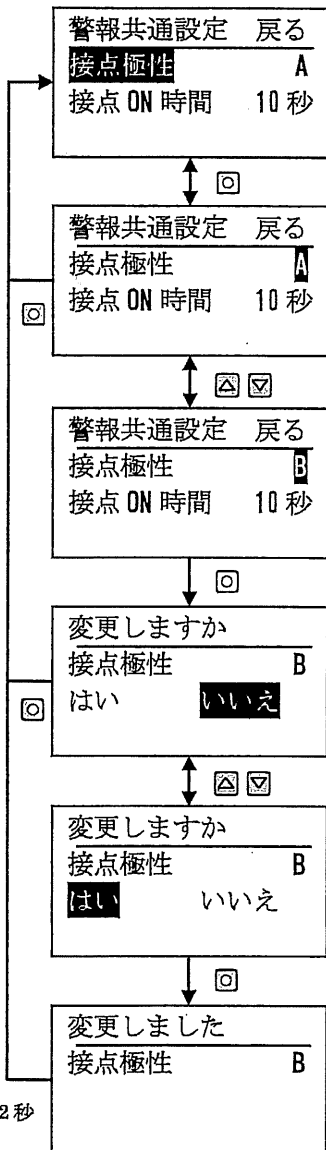 警報共通設定 戻る
接点極性 A
接点 ON 時間 10 秒
警報共通設定 戻る
接点極性 A
接点 ON 時間 10 秒
警報共通設定 戻る
接点極性 B
接点 ON 時間 10 秒
変更しますか
接点極性 B
はい いいえ
変更しますか
接点極性 B
はい いいえ
変更しました
接点極性 B
2秒